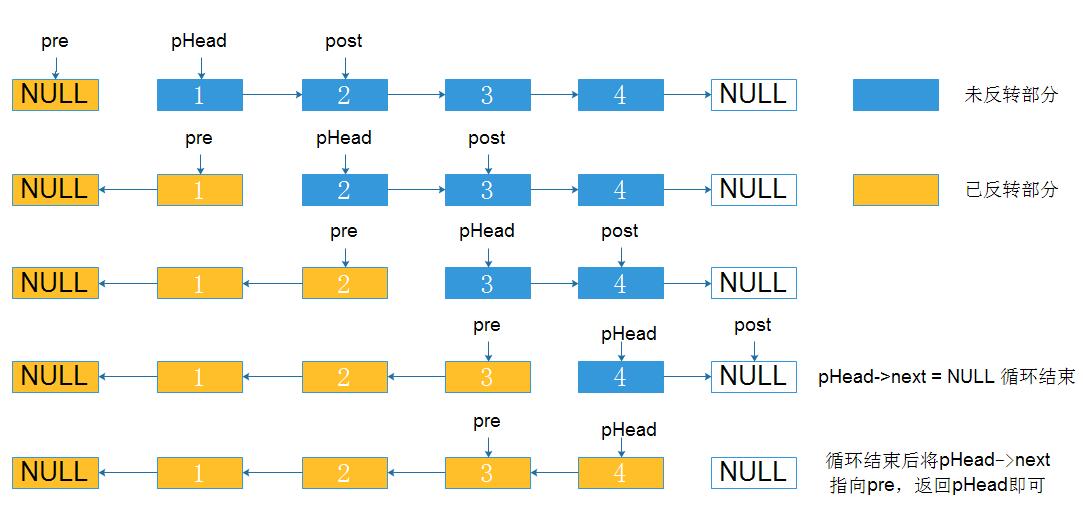 pre pHead post
NULL 1 2 3 4 NULL 未反转部分
pre pHead post
NULL 1 2 3 4 NULL 已反转部分
pre pHead post
NULL 1 2 3 4 NULL
pre pHead post
NULL 1 2 3 4 NULL pHead->next = NULL 循环结束
pre pHead
NULL 1 2 3 4 NULL 循环结束后将pHead->next
指向pre，返回pHead即可